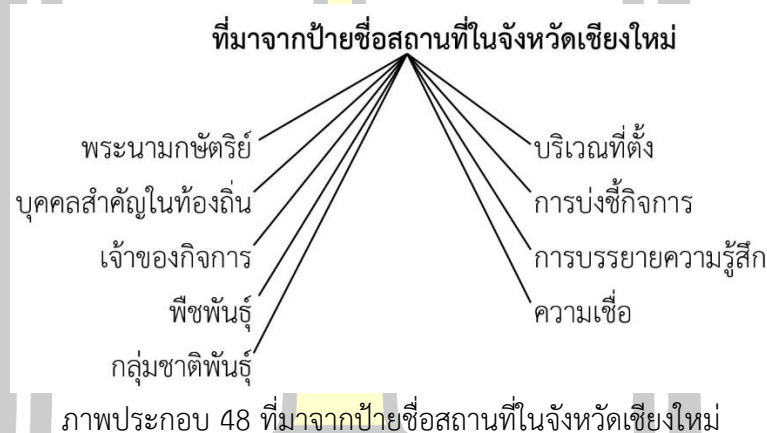 ที่มาจากป้ายชื่อสถานที่ในจังหวัดเชียงใหม่
พระนามกษัตริย์
บุคคลสำคัญในท้องถิ่น
เจ้าของกิจการ
พืชพันธุ์
กลุ่มชาติพันธุ์
บริเวณที่ตั้ง
การบ่งชี้กิจการ
การบรรยายความรู้สึก
ความเชื่อ
ภาพประกอบ 48 ที่มาจากป้ายชื่อสถานที่ในจังหวัดเชียงใหม่